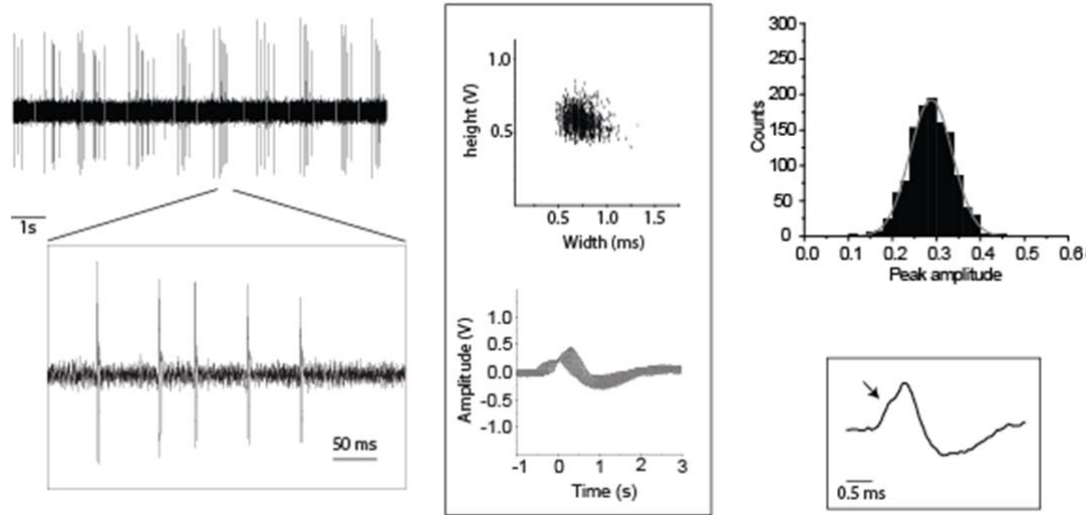 1s
50 ms
height (V)
1.0
0.5
0.5 1.0 1.5
Width (ms)
Amplitude (V)
1.0
0.5
0.0
-0.5
-1.0
-1 0 1 2 3
Time (s)
Counts
300
250
200
150
100
50
0
0.0 0.1 0.2 0.3 0.4 0.5 0.6
Peak amplitude
0.5 ms